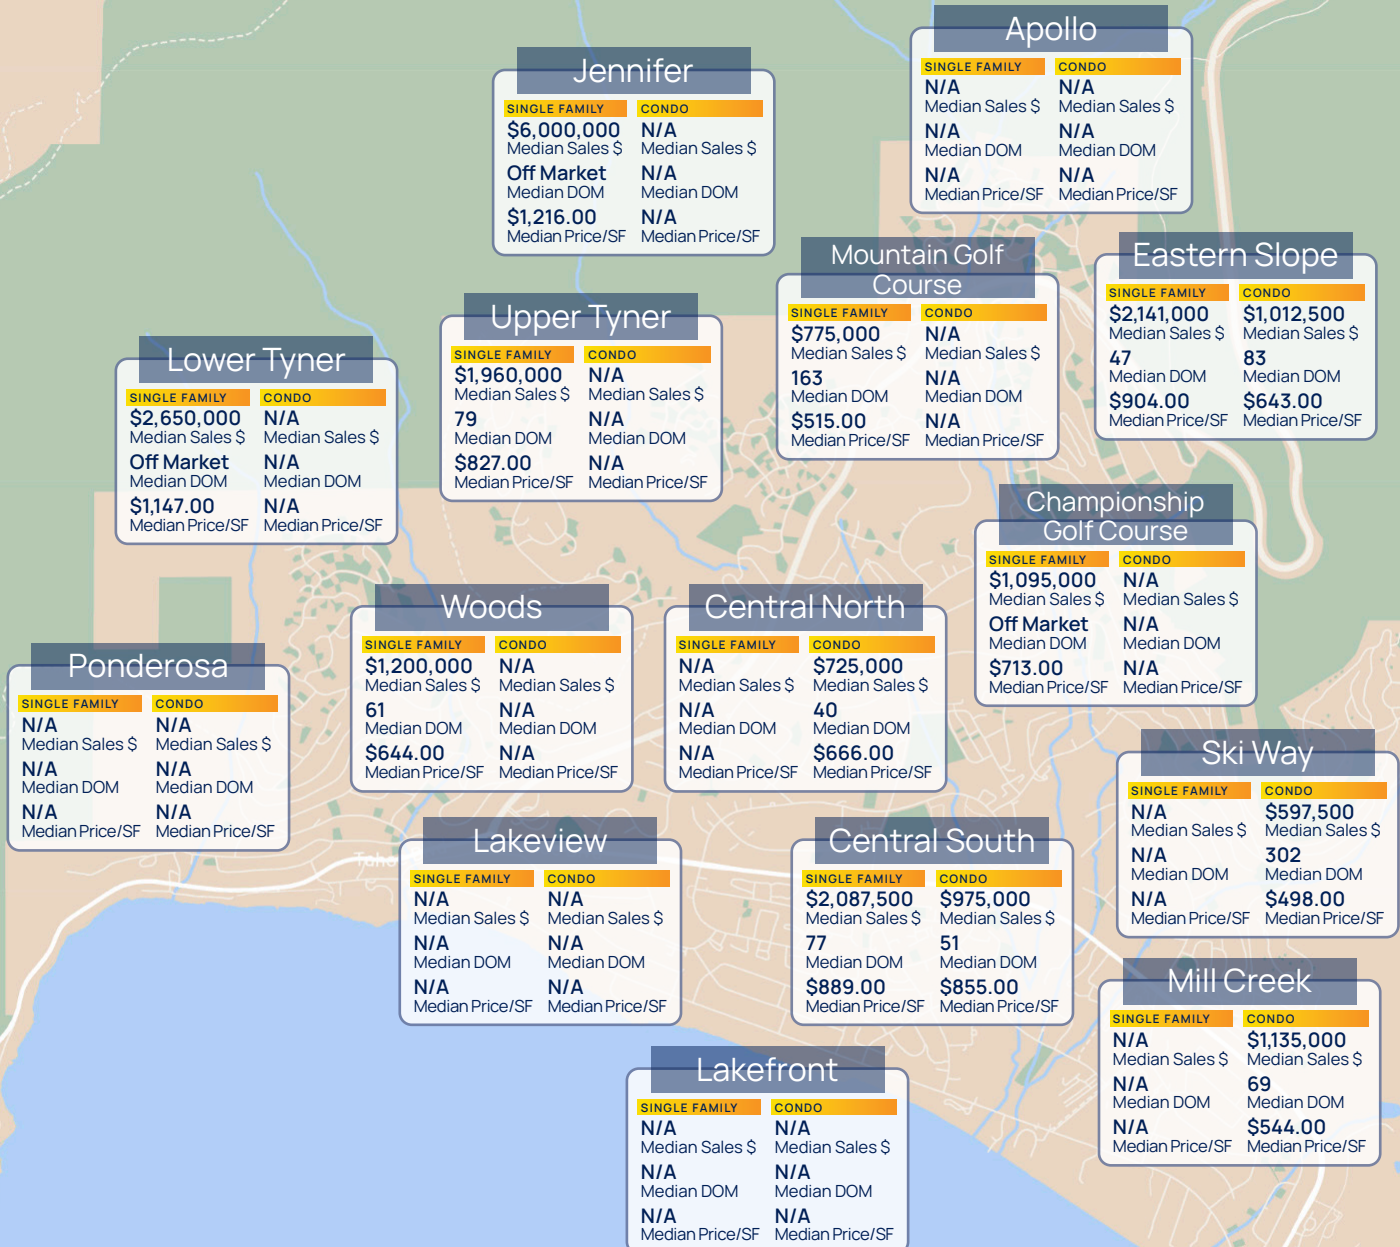 Apollo
SINGLE FAMILY CONDO
N/A N/A
Median Sales $ Median Sales $
N/A N/A
Median DOM Median DOM
N/A N/A
Median Price/SF Median Price/SF
Jennifer
SINGLE FAMILY CONDO
$6,000,000 N/A
Median Sales $ Median Sales $
Off Market N/A
Median DOM Median DOM
$1,216.00 N/A
Median Price/SF Median Price/SF
Mountain Golf
Course
SINGLE FAMILY CONDO
$775,000 N/A
Median Sales $ Median Sales $
163 N/A
Median DOM Median DOM
$515.00 N/A
Median Price/SF Median Price/SF
Eastern Slope
SINGLE FAMILY CONDO
$2,141,000 $1,012,500
Median Sales $ Median Sales $
47 83
Median DOM Median DOM
$904.00 $643.00
Median Price/SF Median Price/SF
Upper Tyner
SINGLE FAMILY CONDO
$1,960,000 N/A
Median Sales $ Median Sales $
79 N/A
Median DOM Median DOM
$827.00 N/A
Median Price/SF Median Price/SF
Lower Tyner
SINGLE FAMILY CONDO
$2,650,000 N/A
Median Sales $ Median Sales $
Off Market N/A
Median DOM Median DOM
$1,147.00 N/A
Median Price/SF Median Price/SF
Championship
Golf Course
SINGLE FAMILY CONDO
$1,095,000 N/A
Median Sales $ Median Sales $
Off Market N/A
Median DOM Median DOM
$713.00 N/A
Median Price/SF Median Price/SF
Woods
SINGLE FAMILY CONDO
$1,200,000 N/A
Median Sales $ Median Sales $
61 N/A
Median DOM Median DOM
$644.00 N/A
Median Price/SF Median Price/SF
Central North
SINGLE FAMILY CONDO
N/A $725,000
Median Sales $ Median Sales $
N/A 40
Median DOM Median DOM
N/A $666.00
Median Price/SF Median Price/SF
Ponderosa
SINGLE FAMILY CONDO
N/A N/A
Median Sales $ Median Sales $
N/A N/A
Median DOM Median DOM
N/A N/A
Median Price/SF Median Price/SF
Ski Way
SINGLE FAMILY CONDO
N/A $597,500
Median Sales $ Median Sales $
N/A 302
Median DOM Median DOM
N/A $498.00
Median Price/SF Median Price/SF
Lakeview
SINGLE FAMILY CONDO
N/A N/A
Median Sales $ Median Sales $
N/A N/A
Median DOM Median DOM
N/A N/A
Median Price/SF Median Price/SF
Central South
SINGLE FAMILY CONDO
$2,087,500 $975,000
Median Sales $ Median Sales $
77 51
Median DOM Median DOM
$889.00 $855.00
Median Price/SF Median Price/SF
Mill Creek
SINGLE FAMILY CONDO
N/A $1,135,000
Median Sales $ Median Sales $
N/A 69
Median DOM Median DOM
N/A $544.00
Median Price/SF Median Price/SF
Lakefront
SINGLE FAMILY CONDO
N/A N/A
Median Sales $ Median Sales $
N/A N/A
Median DOM Median DOM
N/A N/A
Median Price/SF Median Price/SF